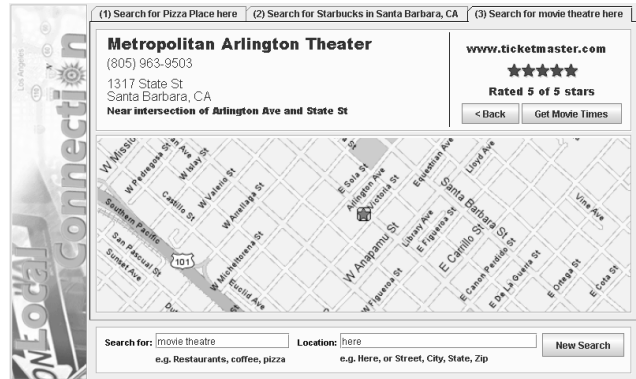 (1) Search for Pizza Place here
(2) Search for Starbucks in Santa Barbara, CA
(3) Search for movie theatre here
Los Angeles
Local
Connection
ON
Metropolitan Arlington Theater
(805) 963-9503
1317 State St
Santa Barbara, CA
Near intersection of Arlington Ave and State St
www.ticketmaster.com
Rated 5 of 5 stars
< Back
Get Movie Times
W Missio
an Ave
W Pedregosa St
W Islay St
Castillo St
W Valerio St
W Arrellaga St
Southern Pacific
San Pascual St
Sunset Ave
101
W Micheltorena St
Euclid Ave
Du
E Sola St
Arlington Ave
Victoria St
W Anapamu St
W Figueroa St
Equestrian Ave
Lloyd Ave
Santa Barbara St
Library Ave
E Figueroa St
E Carrillo St
E Canon Perdido St
E De La Guerra St
E Ortega St
E Cota St
Vine Ave
Search for:
movie theatre
e.g. Restaurants, coffee, pizza
Location:
here
e.g. Here, or Street, City, State, Zip
New Search